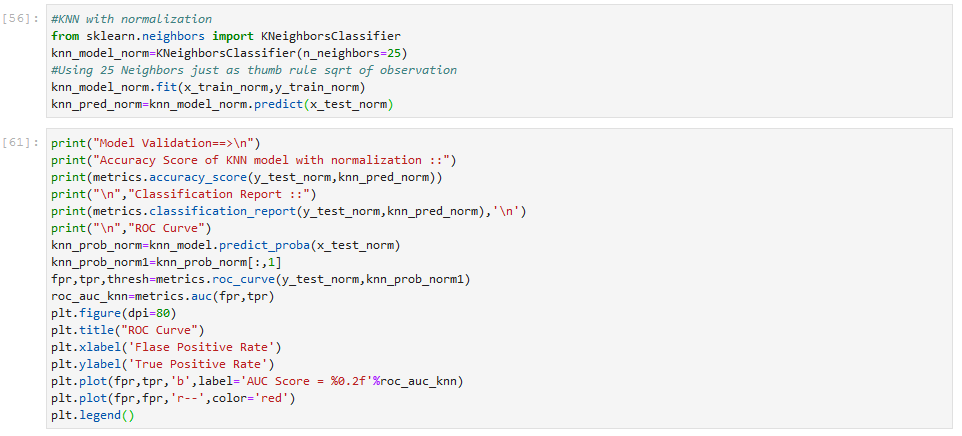 [56]: #KNN with normalization
from sklearn.neighbors import KNeighborsClassifier
knn_model_norm=KNeighborsClassifier(n_neighbors=25)
#Using 25 Neighbors just as thumb rule sqrt of observation
knn_model_norm.fit(x_train_norm,y_train_norm)
knn_pred_norm=knn_model_norm.predict(x_test_norm)
[61]: print("Model Validation==>\n")
print("Accuracy Score of KNN model with normalization ::")
print(metrics.accuracy_score(y_test_norm,knn_pred_norm))
print("\n","Classification Report ::")
print(metrics.classification_report(y_test_norm,knn_pred_norm),'\n')
print("\n","ROC Curve")
knn_prob_norm=knn_model.predict_proba(x_test_norm)
knn_prob_norm1=knn_prob_norm[:,1]
fpr,tpr,thresh=metrics.roc_curve(y_test_norm,knn_prob_norm1)
roc_auc_knn=metrics.auc(fpr,tpr)
plt.figure(dpi=80)
plt.title("ROC Curve")
plt.xlabel('Flase Positive Rate')
plt.ylabel('True Positive Rate')
plt.plot(fpr,tpr,'b',label='AUC Score = %0.2f'%roc_auc_knn)
plt.plot(fpr,fpr,'r--',color='red')
plt.legend()